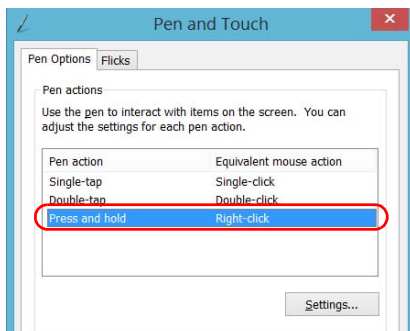 Pen and Touch
Pen Options Flicks
Pen actions
Use the pen to interact with items on the screen. You can
adjust the settings for each pen action.
Pen action Equivalent mouse action
Single-tap Single-click
Double-tap Double-click
Press and hold Right-click
Settings...